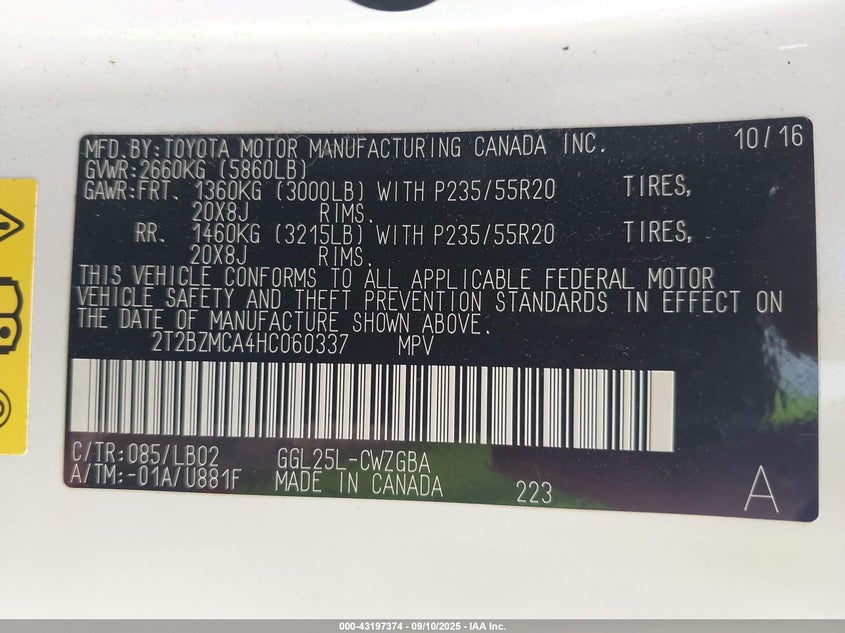 MFD.BY:TOYOTA MOTOR MANUFACTURING CANADA INC. 10/16
GVWR:2660KG (5860LB)
GAWR:FRT. 1360KG (3000LB) WITH P235/55R20 TIRES,
20X8J RIMS.
RR. 1460KG (3215LB) WITH P235/55R20 TIRES,
20X8J RIMS.
THIS VEHICLE CONFORMS TO ALL APPLICABLE FEDERAL MOTOR
VEHICLE SAFETY AND THEFT PREVENTION STANDARDS IN EFFECT ON
THE DATE OF MANUFACTURE SHOWN ABOVE.
2T2BZMCA4HC060337 MPV
C/TR:085/LB02 GGL25L-CWZGBA
A/TM:-01A/U881F MADE IN CANADA 223 A
000-43197374 — 09/10/2025 — IAA Inc.